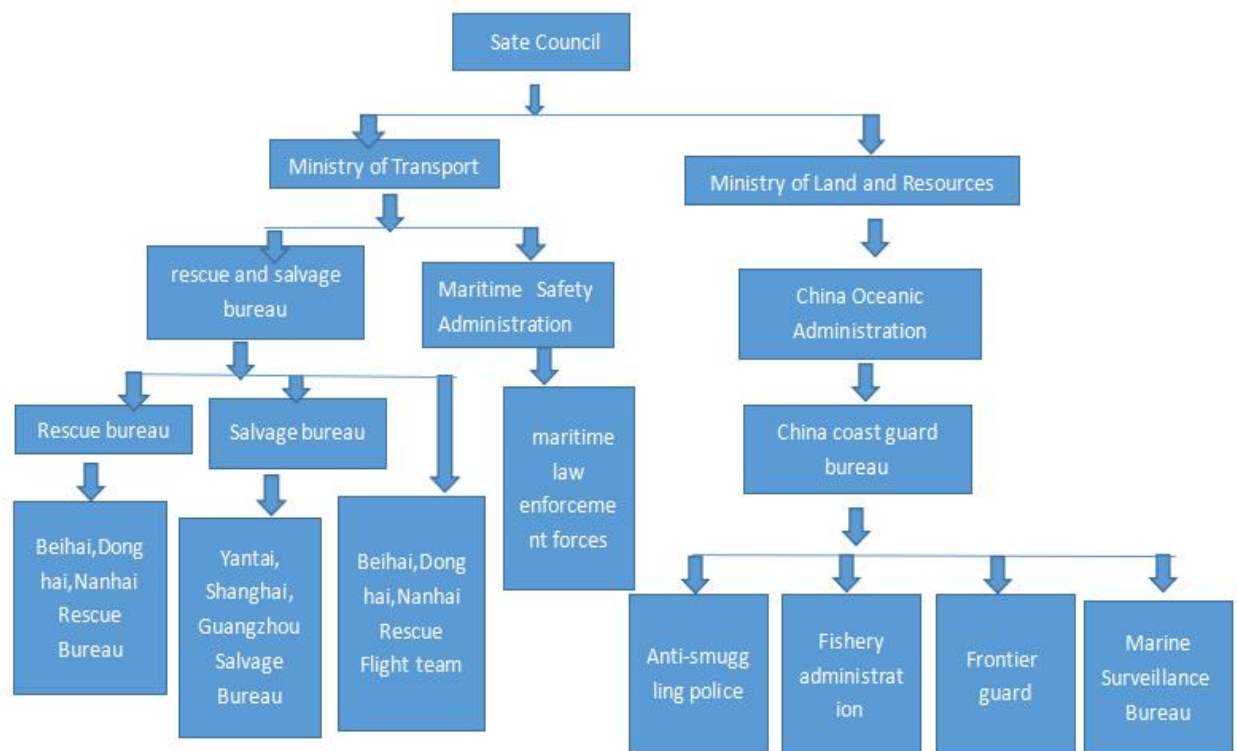 Sate Council
Ministry of Transport
Ministry of Land and Resources
rescue and salvage
bureau
Maritime Safety
Administration
China Oceanic
Administration
Rescue bureau
Salvage bureau
maritime
law
enforceme
nt forces
China coast guard
bureau
Beihai,Dong
hai,Nanhai
Rescue
Bureau
Yantai,
Shanghai,
Guangzhou
Salvage
Bureau
Beihai,Dong
hai,Nanhai
Rescue
Flight team
Anti-smugg
ling police
Fishery
administrat
ion
Frontier
guard
Marine
Surveillance
Bureau